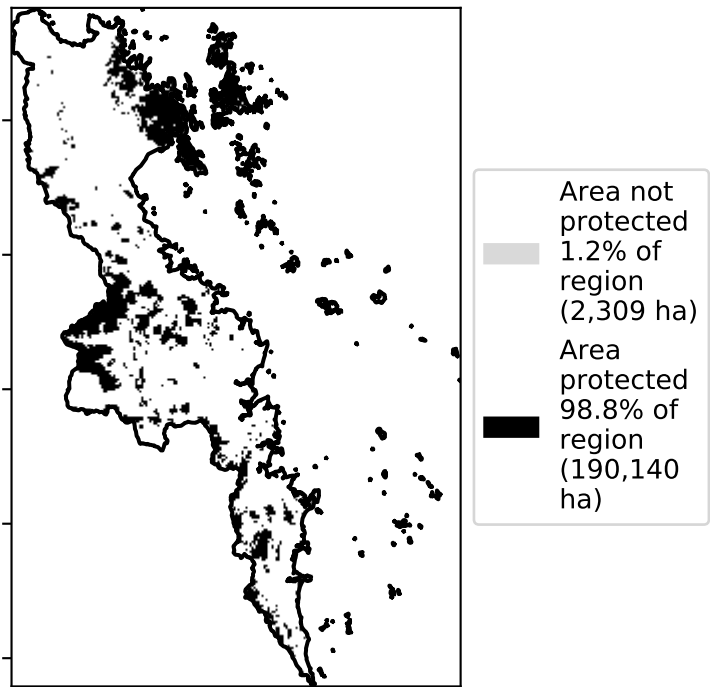 Area not
protected
1.2% of
region
(2,309 ha)
Area
protected
98.8% of
region
(190,140
ha)